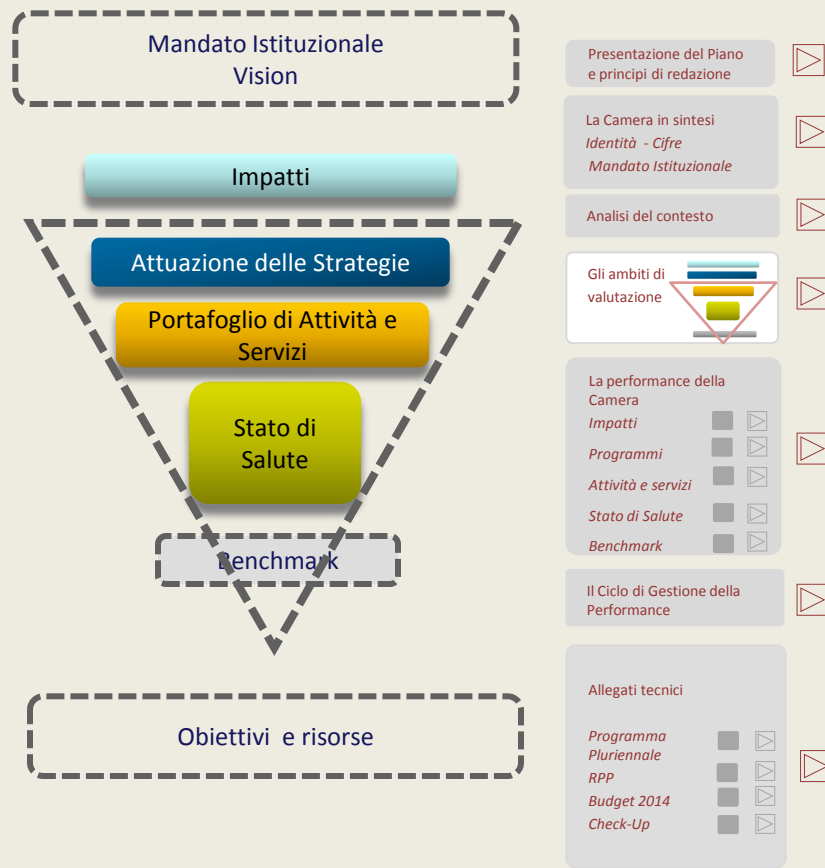 Mandato Istituzionale
Vision
Impatti
Attuazione delle Strategie
Portafoglio di Attività e
Servizi
Stato di
Salute
Benchmark
Obiettivi e risorse
Presentazione del Piano
e principi di redazione
La Camera in sintesi
Identità - Cifre
Mandato Istituzionale
Analisi del contesto
Gli ambiti di
valutazione
La performance della
Camera
Impatti
Programmi
Attività e servizi
Stato di Salute
Benchmark
Il Ciclo di Gestione della
Performance
Allegati tecnici
Programma
Pluriennale
RPP
Budget 2014
Check-Up